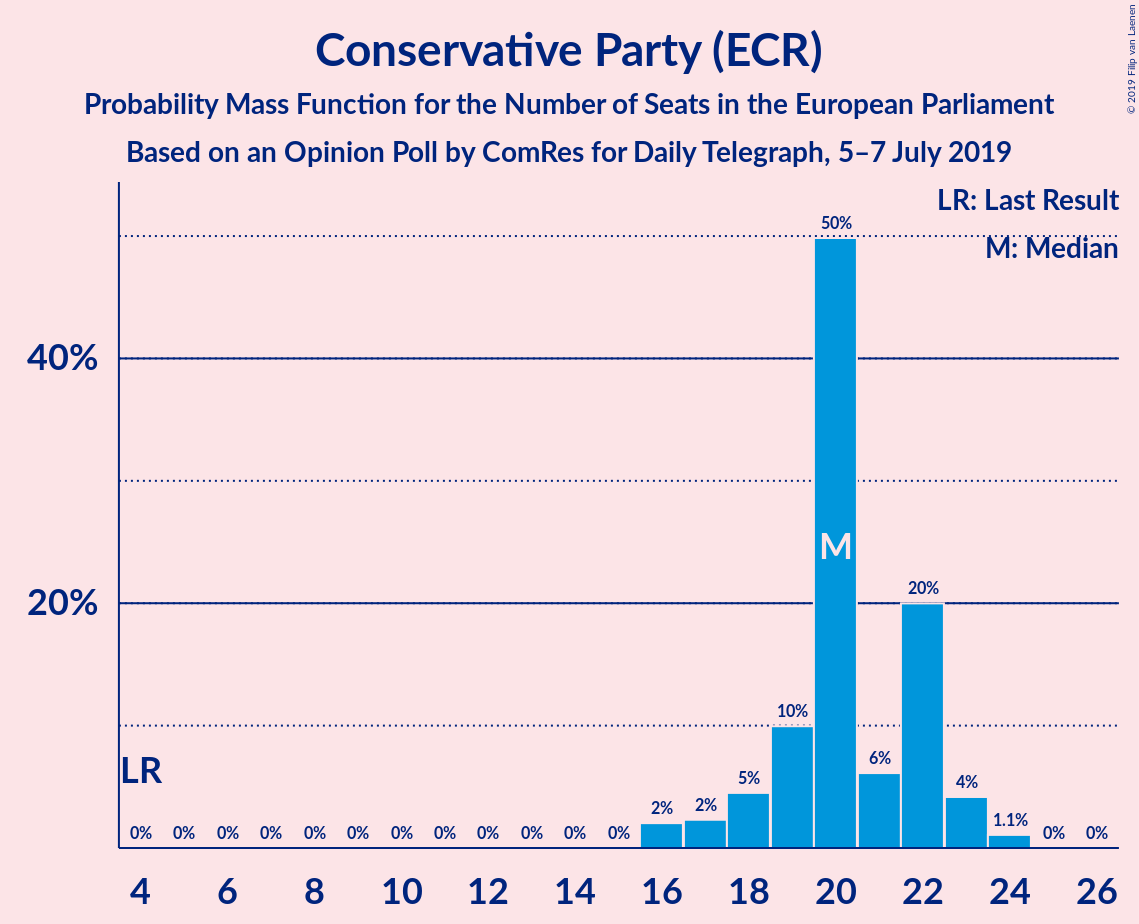 Conservative Party (ECR)
Probability Mass Function for the Number of Seats in the European Parliament
Based on an Opinion Poll by ComRes for Daily Telegraph, 5–7 July 2019
© 2019 Filip van Laenen
LR: Last Result
M: Median
50%
40%
20%
M
20%
10%
6%
5%
4%
2%
2%
1.1%
LR
0% 0% 0% 0% 0% 0% 0% 0% 0% 0% 0% 0% 0% 0%
4 6 8 10 12 14 16 18 20 22 24 26